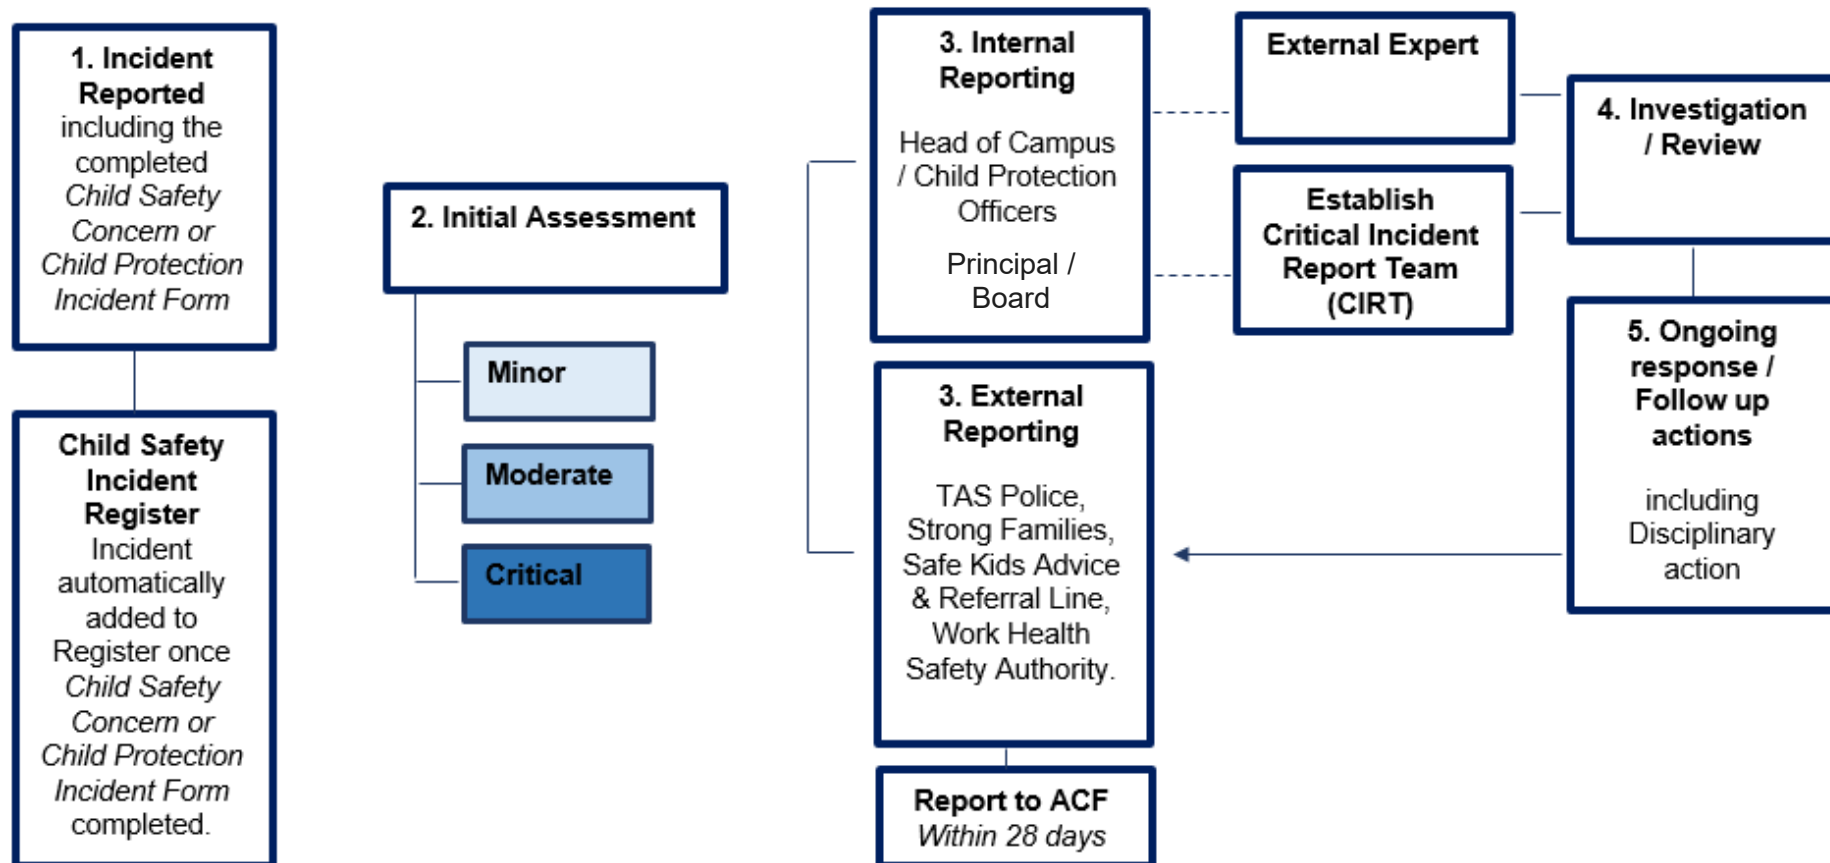 1. Incident
Reported
including the
completed
Child Safety
Concern or
Child Protection
Incident Form
Child Safety
Incident
Register
Incident
automatically
added to
Register once
Child Safety
Concern or
Child Protection
Incident Form
completed.
2. Initial Assessment
Minor
Moderate
Critical
3. Internal
Reporting
Head of Campus
/ Child Protection
Officers
Principal /
Board
3. External
Reporting
TAS Police,
Strong Families,
Safe Kids Advice
& Referral Line,
Work Health
Safety Authority.
Report to ACF
Within 28 days
External Expert
Establish
Critical Incident
Report Team
(CIRT)
4. Investigation
/ Review
5. Ongoing
response /
Follow up
actions
including
Disciplinary
action